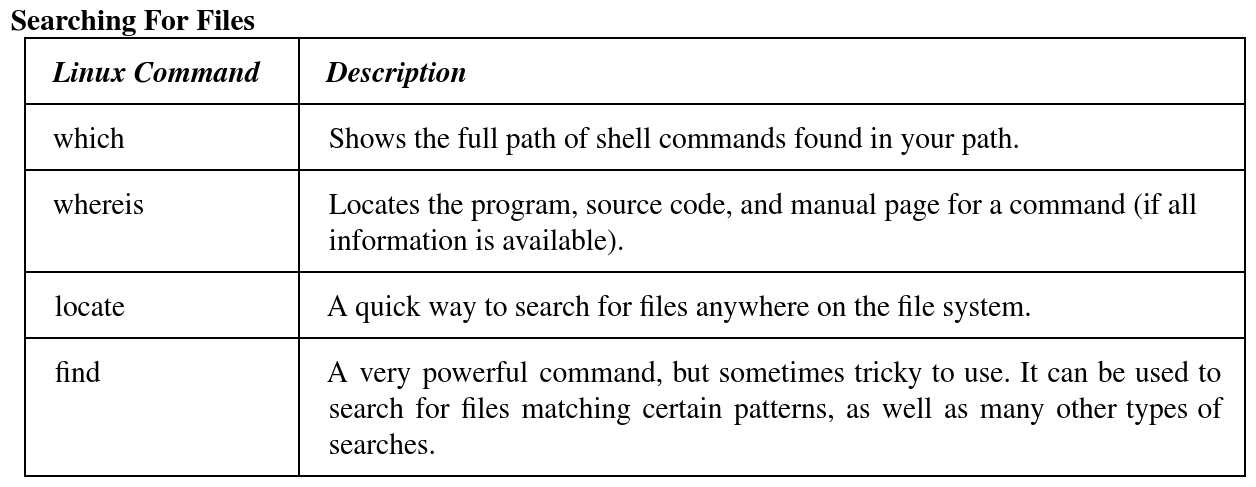 Searching For Files
Linux Command Description
which Shows the full path of shell commands found in your path.
whereis Locates the program, source code, and manual page for a command (if all
information is available).
locate A quick way to search for files anywhere on the file system.
find A very powerful command, but sometimes tricky to use. It can be used to
search for files matching certain patterns, as well as many other types of
searches.